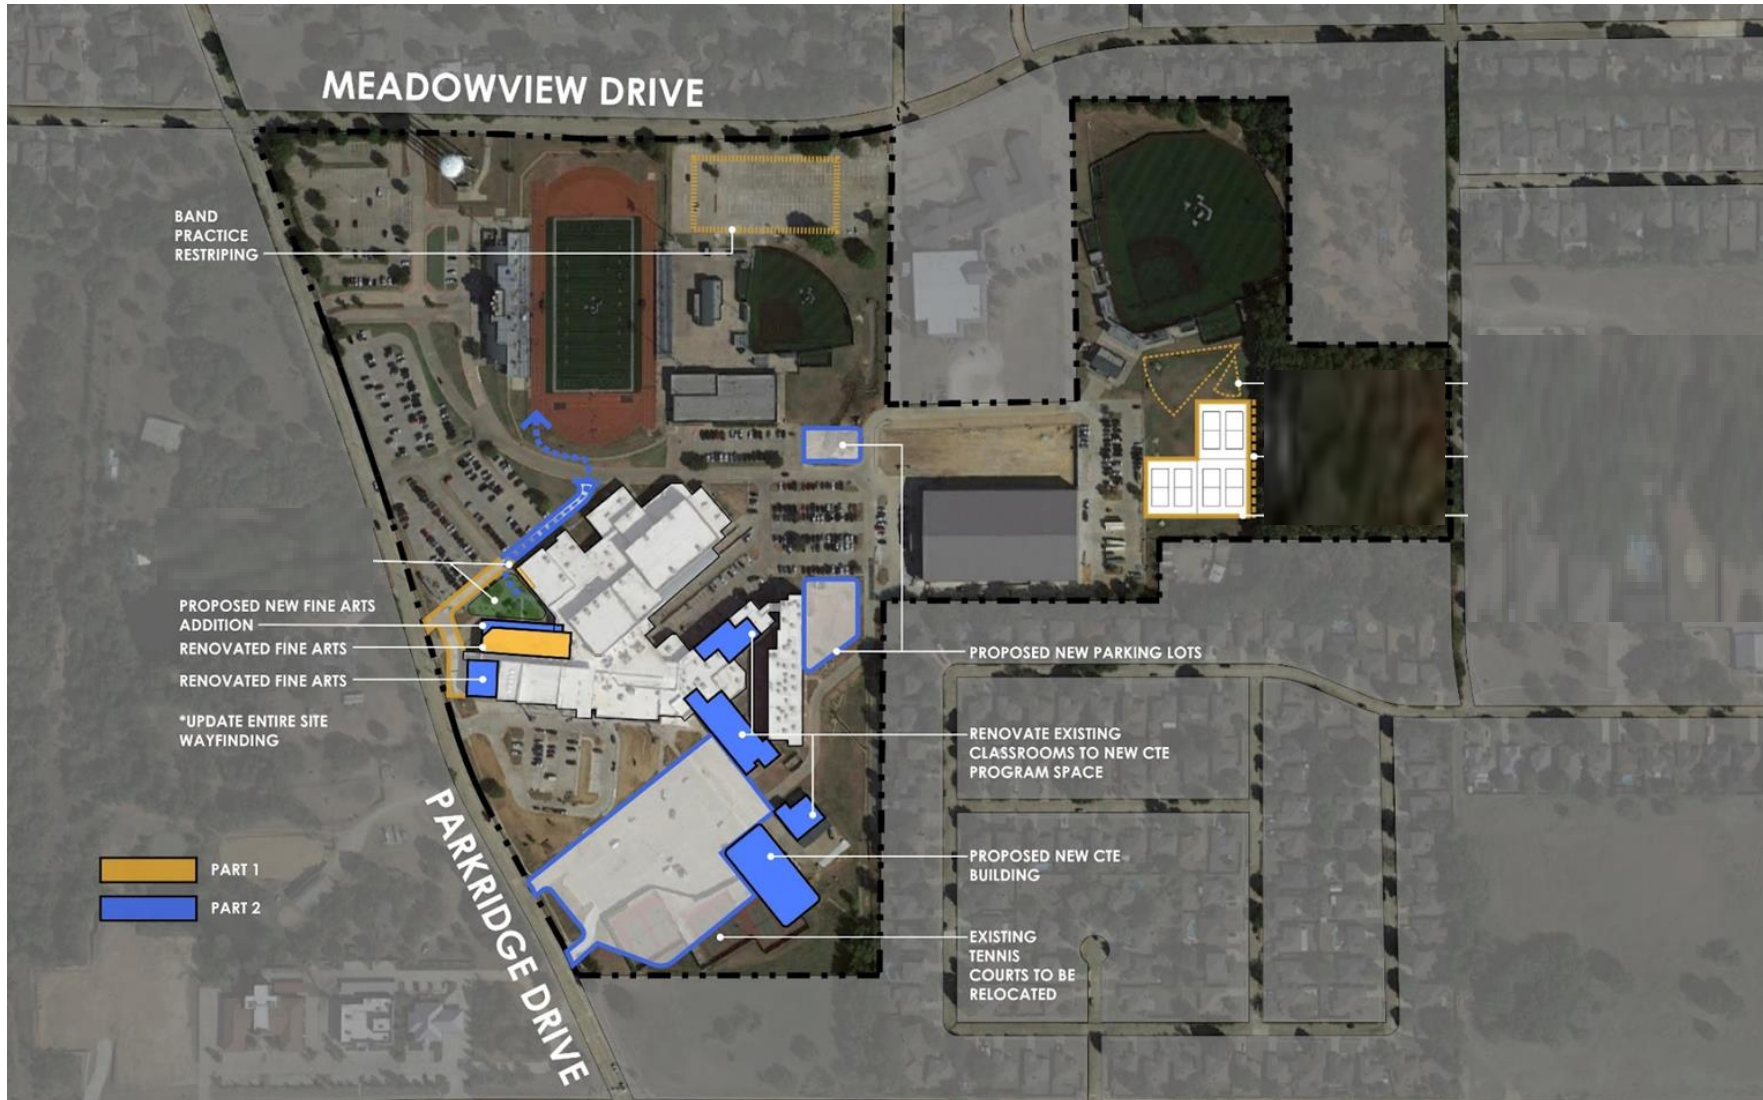 MEADOWVIEW DRIVE
BAND
PRACTICE
RESTRIPING
PROPOSED NEW FINE ARTS
ADDITION
RENOVATED FINE ARTS
RENOVATED FINE ARTS
*UPDATE ENTIRE SITE
WAYFINDING
PARKRIDGE DRIVE
PART 1
PART 2
PROPOSED NEW PARKING LOTS
RENOVATE EXISTING
CLASSROOMS TO NEW CTE
PROGRAM SPACE
PROPOSED NEW CTE
BUILDING
EXISTING
TENNIS
COURTS TO BE
RELOCATED